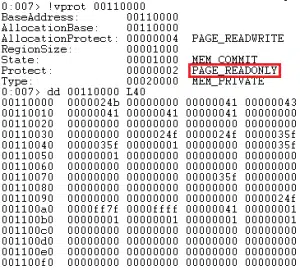 0:007> !vprot 00110000
BaseAddress: 00110000
AllocationBase: 00110000
AllocationProtect: 00000004 PAGE_READWRITE
RegionSize: 00001000
State: 00001000 MEM_COMMIT
Protect: 00000002 PAGE_READONLY
Type: 00020000 MEM_PRIVATE
0:007> dd 00110000 L40
00110000 0000024b 00000000 00000041 00000043
00110010 00000041 00000041 00000041 00000000
00110020 00000000 00000000 00000000 00000000
00110030 00000000 0000024f 0000024f 0000035f
00110040 0000035f 00000001 00000000 00000000
00110050 00000001 00000000 00000000 00000000
00110060 00000000 00000000 00000000 00000000
00110070 00000000 00000000 0000035f 00000000
00110080 00000000 00000000 00000000 00000000
00110090 00000000 00000000 00000000 0000024f
001100a0 0000ff7f 0000ffff 00000041 00000000
001100b0 00000001 00000001 00000001 00000000
001100c0 00000000 00000000 00000000 00000000
001100d0 00000000 00000000 00000000 00000000
001100e0 00000000 00000000 00000000 00000000
001100f0 00000000 00000000 00000000 00000000